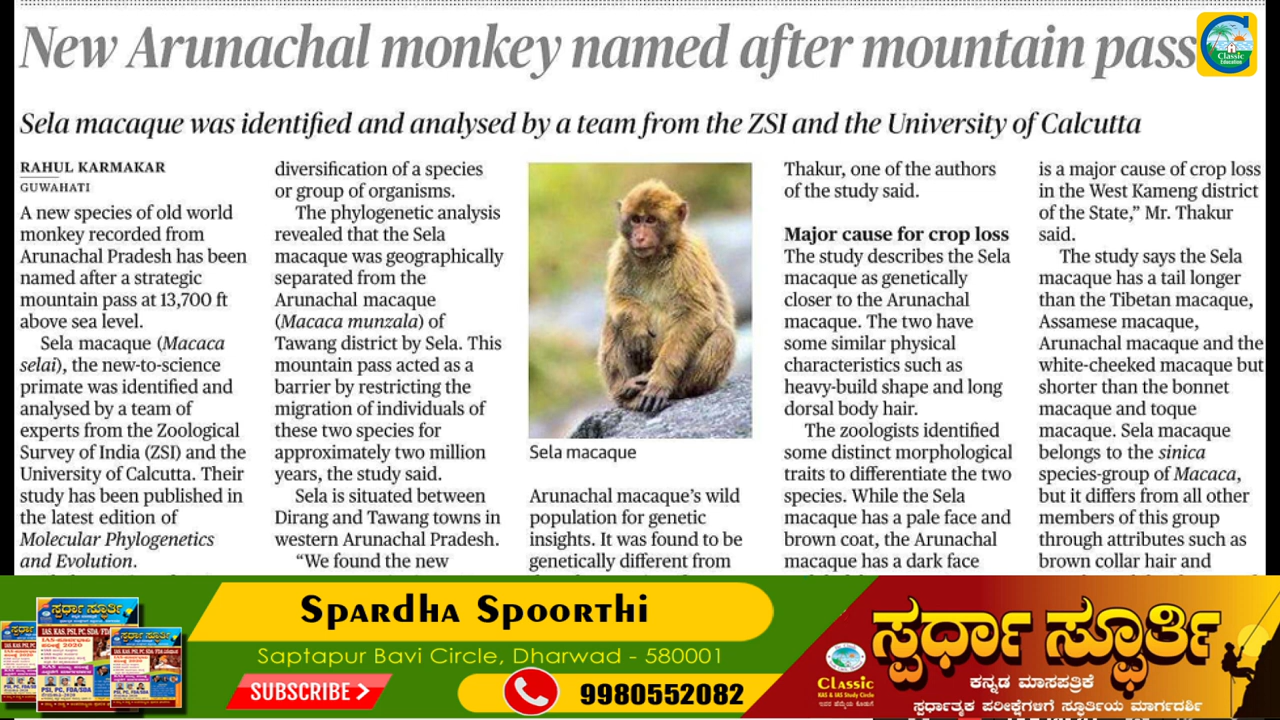 New Arunachal monkey named after mountain pass
Classic
Education
Sela macaque was identified and analysed by a team from the ZSI and the University of Calcutta
RAHUL KARMAKAR
GUWAHATI
A new species of old world
monkey recorded from
Arunachal Pradesh has been
named after a strategic
mountain pass at 13,700 ft
above sea level.
Sela macaque (Macaca
selai), the new-to-science
primate was identified and
analysed by a team of
experts from the Zoological
Survey of India (ZSI) and the
University of Calcutta. Their
study has been published in
the latest edition of
Molecular Phylogenetics
and Evolution.
diversification of a species
or group of organisms.
The phylogenetic analysis
revealed that the Sela
macaque was geographically
separated from the
Arunachal macaque
(Macaca munzala) of
Tawang district by Sela. This
mountain pass acted as a
barrier by restricting the
migration of individuals of
these two species for
approximately two million
years, the study said.
Sela is situated between
Dirang and Tawang towns in
western Arunachal Pradesh.
“We found the new
Sela macaque
Arunachal macaque’s wild
population for genetic
insights. It was found to be
genetically different from
Thakur, one of the authors
of the study said.
Major cause for crop loss
The study describes the Sela
macaque as genetically
closer to the Arunachal
macaque. The two have
some similar physical
characteristics such as
heavy-build shape and long
dorsal body hair.
The zoologists identified
some distinct morphological
traits to differentiate the two
species. While the Sela
macaque has a pale face and
brown coat, the Arunachal
macaque has a dark face
is a major cause of crop loss
in the West Kameng district
of the State,” Mr. Thakur
said.
The study says the Sela
macaque has a tail longer
than the Tibetan macaque,
Assamese macaque,
Arunachal macaque and the
white-cheeked macaque but
shorter than the bonnet
macaque and toque
macaque. Sela macaque
belongs to the sinica
species-group of Macaca,
but it differs from all other
members of this group
through attributes such as
brown collar hair and
ಸ್ಪರ್ಧಾ ಸ್ಫೂರ್ತಿ
Spardha Spoorthi
Saptapur Bavi Circle, Dharwad - 580001
SUBSCRIBE
9980552082
Classic
KAS & IAS Study Circle
ಸ್ಪರ್ಧಾ ಸ್ಫೂರ್ತಿ
ಕನ್ನಡ ಮಾಸಪತ್ರಿಕೆ
ಸ್ಪರ್ಧಾತ್ಮಕ ಪರೀಕ್ಷೆಗಳಿಗೆ ಸ್ಫೂರ್ತಿಯ ಮಾರ್ಗದರ್ಶಿ